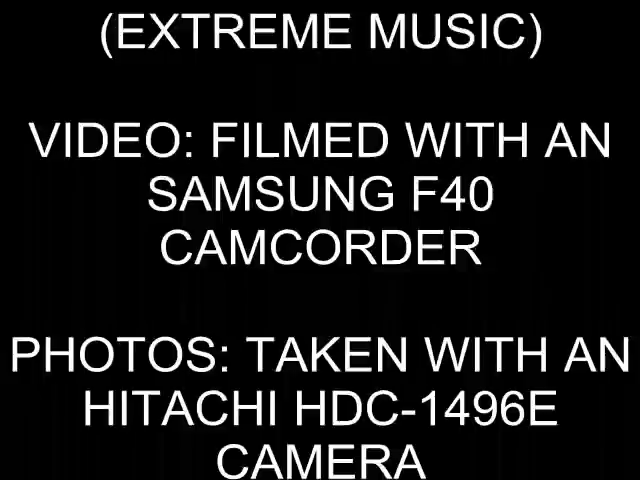 (EXTREME MUSIC)
VIDEO: FILMED WITH AN
SAMSUNG F40
CAMCORDER
PHOTOS: TAKEN WITH AN
HITACHI HDC-1496E
CAMERA